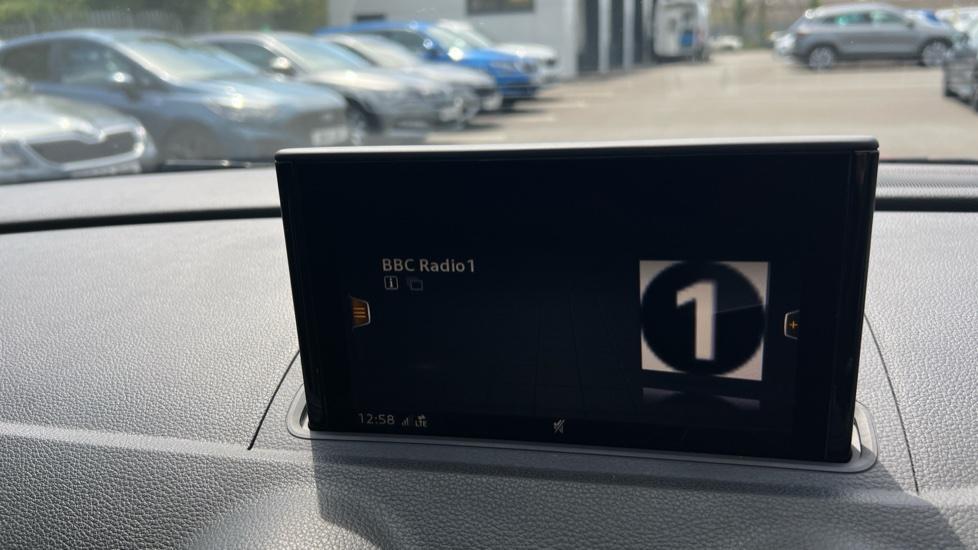 BBC Radio1
i
1
+
12:58 LTE